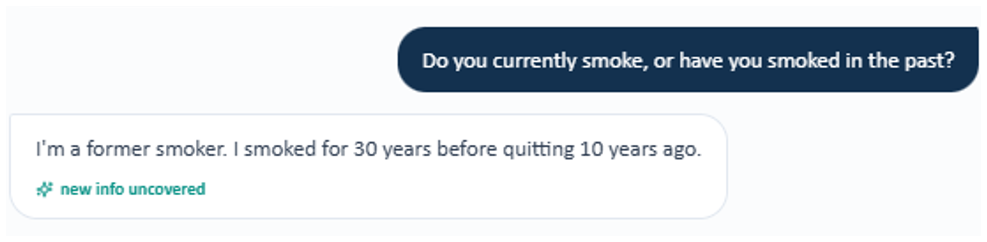 Do you currently smoke, or have you smoked in the past?
I'm a former smoker. I smoked for 30 years before quitting 10 years ago.
new info uncovered